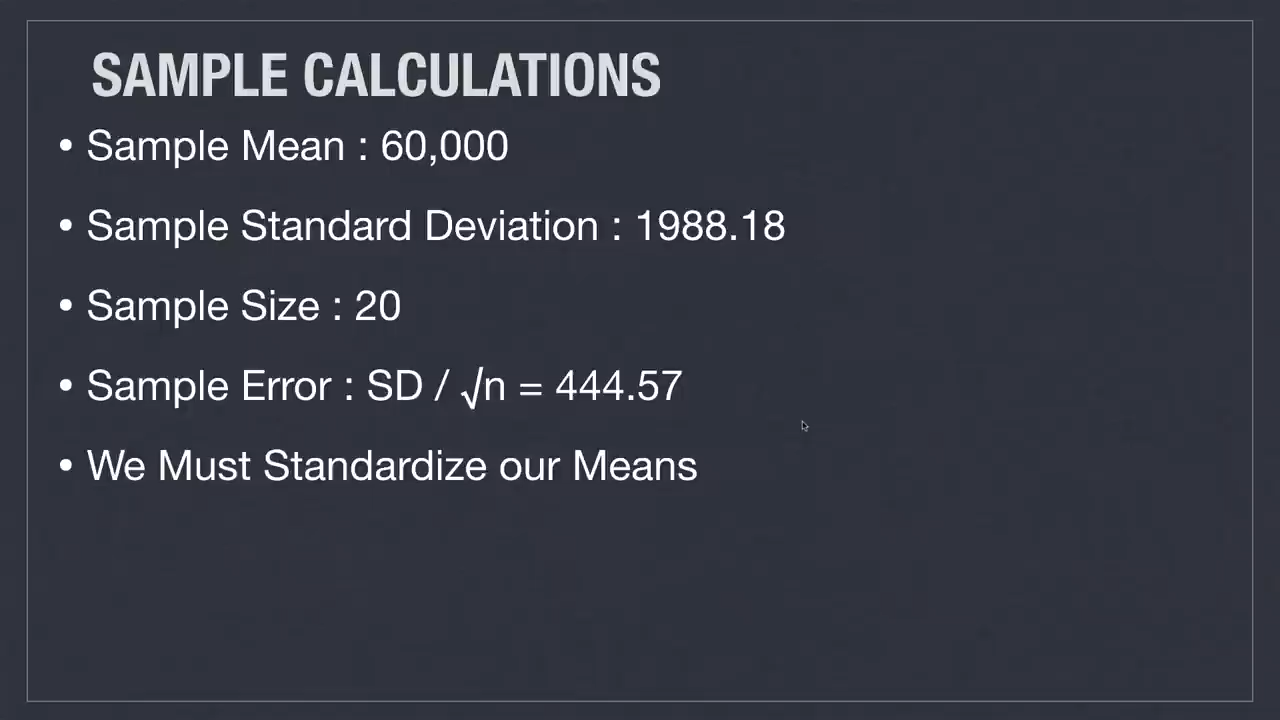 SAMPLE CALCULATIONS
• Sample Mean : 60,000
• Sample Standard Deviation : 1988.18
• Sample Size : 20
• Sample Error : SD / √n = 444.57
• We Must Standardize our Means